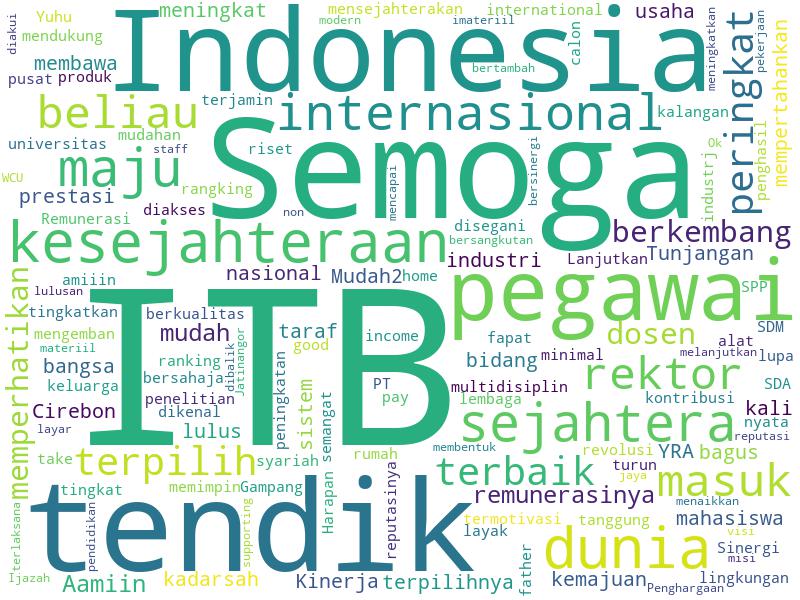 meningkat
mensejahterakan
international
usaha
Yuhu
modern
imateriil
mendukung
diakui
Indonesia
calon
meningkatkan
pekerjaan
membawa
bertambah
pusat
produk
beliau
terjamin
internasional
kalangan
peringkat
mempertahankan
universitas
mudahan
Semoga
Ok
penghasil
maju
staff
riset
bersinergi
industrj
WCU
rangking
mencapai
prestasi
diakses
non
Remunerasi
disegani
berkembang
kesejahteraan
bersangkutan
industri
Lanjutkan
Tunjangan
amiiin
nasional
Mudah2
home
pegawai
SPP
lulusan
ITB
tingkatkan
berkualitas
mengemban
mudah
taraf
income
fapat
dosen
alat
SDM
materiil
good
bangsa
ranking
dibalik
Jatinangor
peningkatan
bidang
minimal
melanjutkan
lupa
keluarga
bersahaja
PT
multidisiplin
rektor
SDA
penelitian
pay
lembaga
kontribusi
memperhatikan
Cirebon
dikenal
sistem
semangat
sejahtera
kali
nyata
layar
lulus
reputasi
take
terpilih
syariah
rumah
membentuk
revolusi
YRA
bagus
terbaik
turun
jaya
masuk
tingkat
memimpin
Gampang
Harapan
reputasinya
remunerasinya
menaikkan
terlaksana
pendidikan
tendik
supporting
termotivasi
tanggung
mahasiswa
layak
visi
dunia
Sinergi
misi
Ijazah
Aamiin
kadarsah
Kinerja
terpilihnya
father
kemajuan
lingkungan
Penghargaan